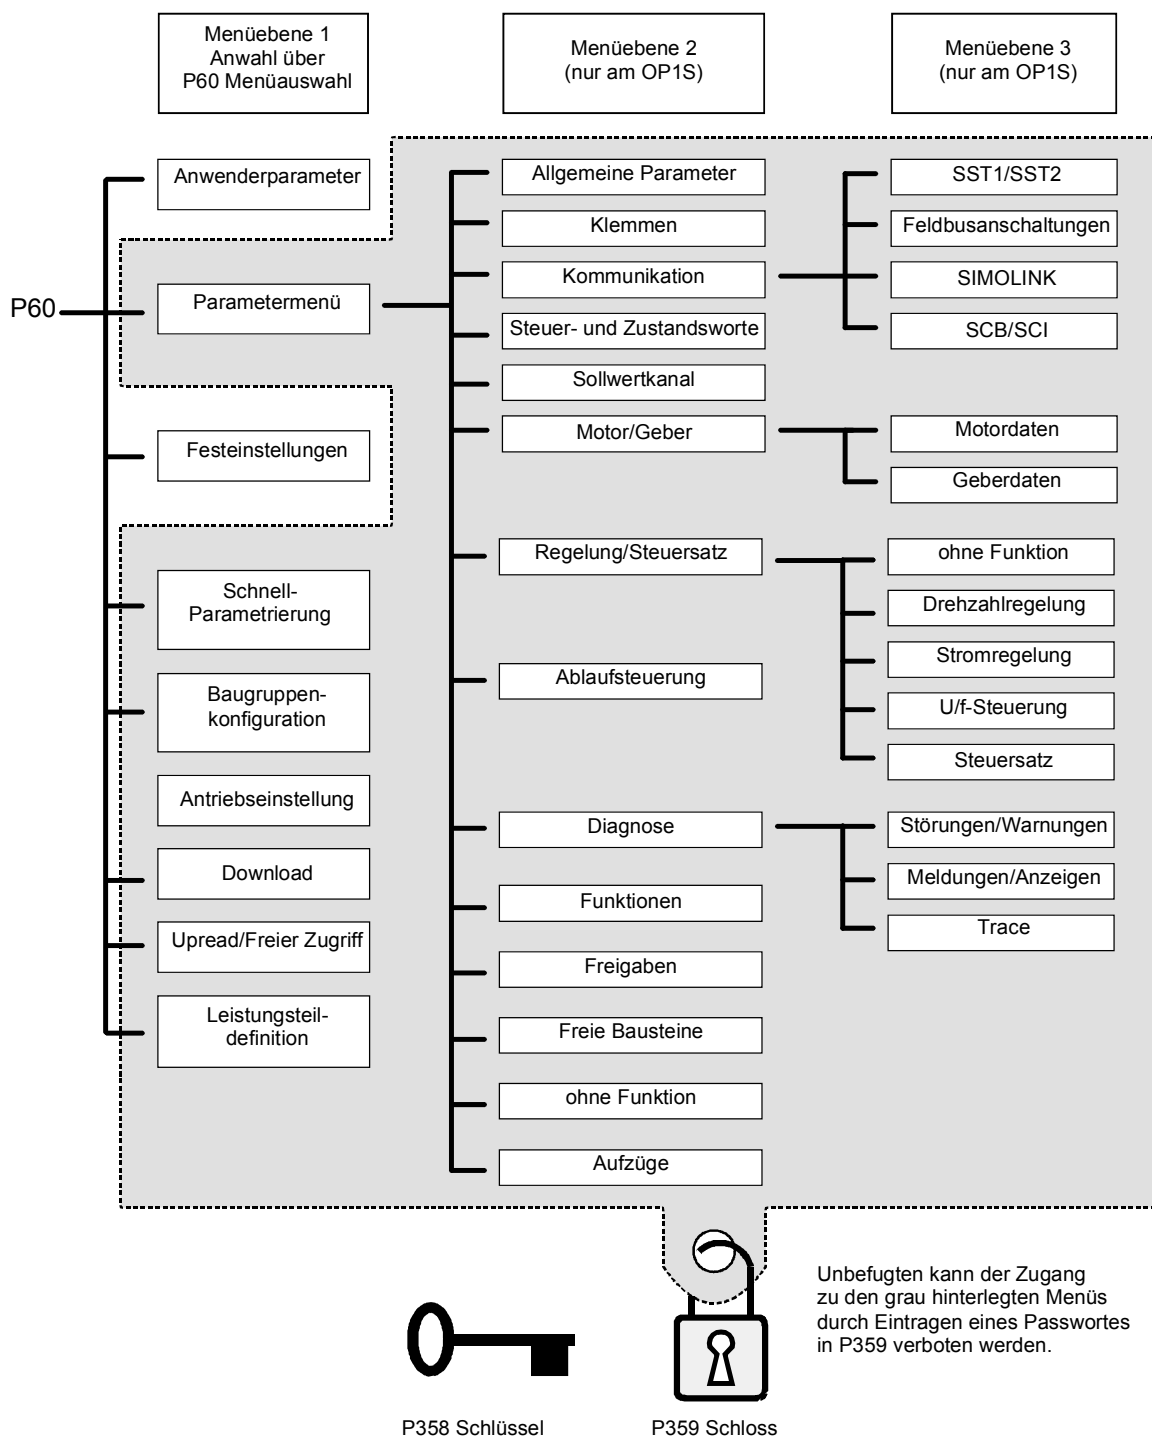 Menüebene 1
Anwahl über
P60 Menüauswahl
Menüebene 2
(nur am OP1S)
Menüebene 3
(nur am OP1S)
P60
Anwenderparameter
Parametermenü
Festeinstellungen
Schnell-
Parametrierung
Baugruppen-
konfiguration
Antriebseinstellung
Download
Upread/Freier Zugriff
Leistungsteil-
definition
Allgemeine Parameter
Klemmen
Kommunikation
Steuer- und Zustandsworte
Sollwertkanal
Motor/Geber
Regelung/Steuersatz
Ablaufsteuerung
Diagnose
Funktionen
Freigaben
Freie Bausteine
ohne Funktion
Aufzüge
SST1/SST2
Feldbusanschaltungen
SIMOLINK
SCB/SCI
Motordaten
Geberdaten
ohne Funktion
Drehzahlregelung
Stromregelung
U/f-Steuerung
Steuersatz
Störungen/Warnungen
Meldungen/Anzeigen
Trace
Unbefugten kann der Zugang
zu den grau hinterlegten Menüs
durch Eintragen eines Passwortes
in P359 verboten werden.
P358 Schlüssel
P359 Schloss